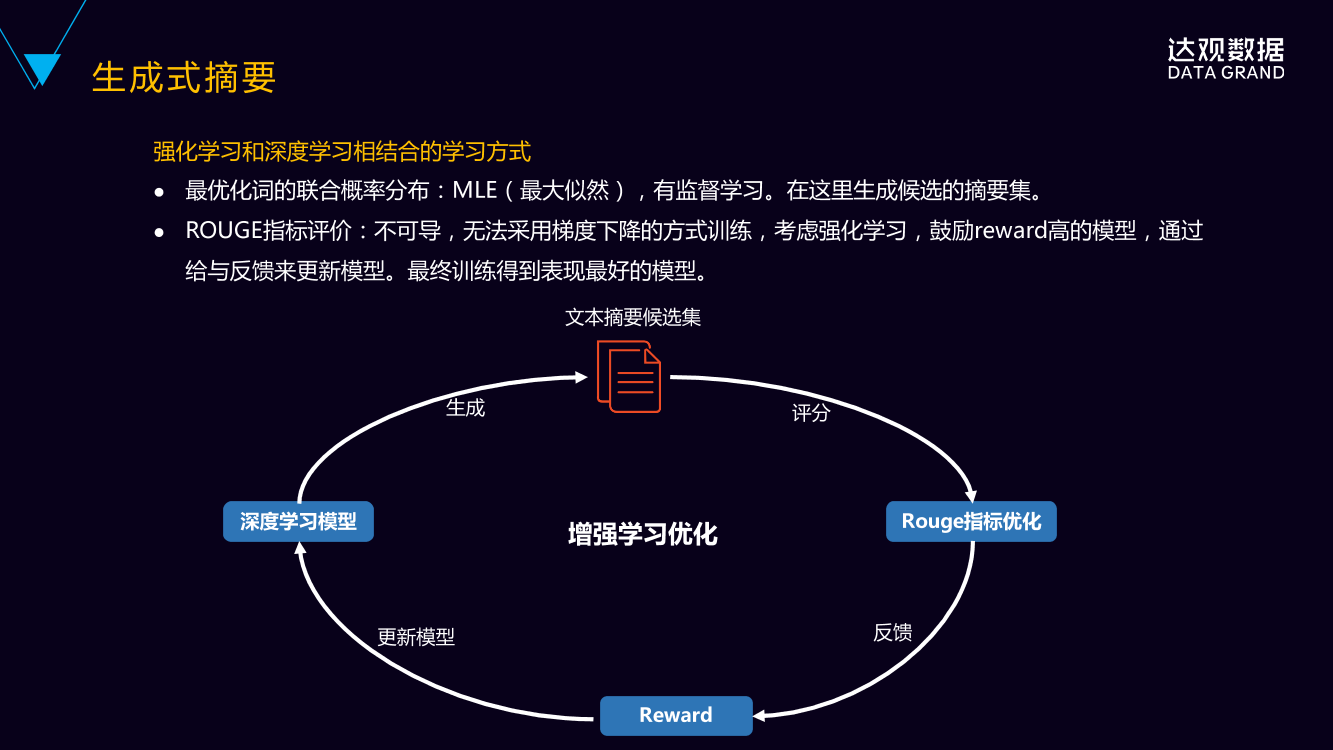 达观数据
DATA GRAND
生成式摘要
强化学习和深度学习相结合的学习方式
● 最优化词的联合概率分布：MLE（最大似然），有监督学习。在这里生成候选的摘要集。
● ROUGE指标评价：不可导，无法采用梯度下降的方式训练，考虑强化学习，鼓励reward高的模型，通过
给与反馈来更新模型。最终训练得到表现最好的模型。
文本摘要候选集
生成
评分
深度学习模型
增强学习优化
Rouge指标优化
更新模型
反馈
Reward